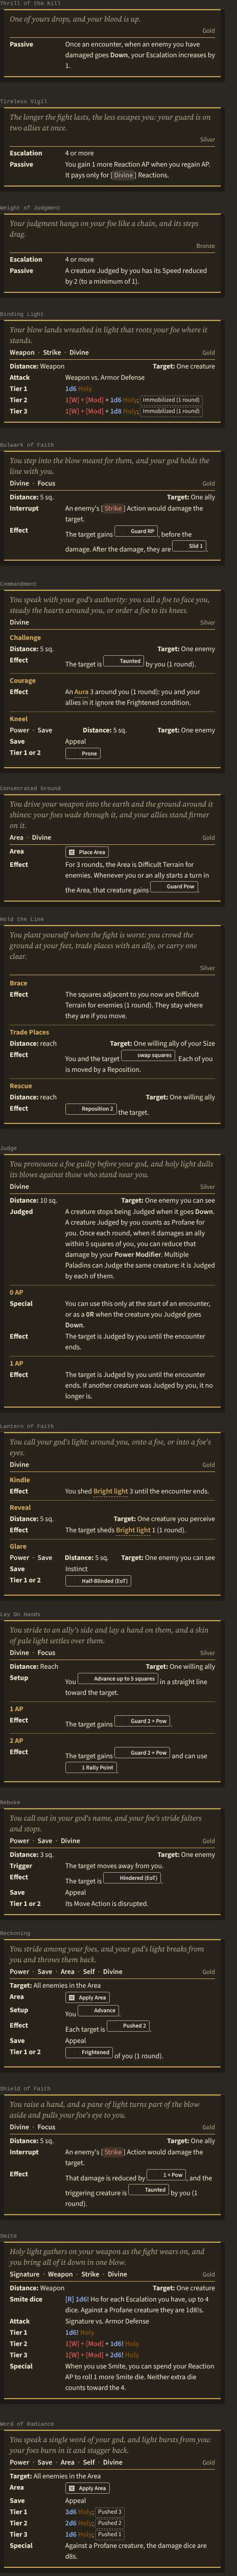 Thrill of the Kill
One of yours drops, and your blood is up.
Gold
Passive Once an encounter, when an enemy you have
damaged goes Down, your Escalation increases by
1.
Tireless Vigil
The longer the fight lasts, the less escapes you: your guard is on
two allies at once.
Silver
Escalation 4 or more
Passive You gain 1 more Reaction AP when you regain AP.
It pays only for [ Divine ] Reactions.
Weight of Judgment
Your judgment hangs on your foe like a chain, and its steps
drag.
Bronze
Escalation 4 or more
Passive A creature Judged by you has its Speed reduced
by 2 (to a minimum of 1).
Binding Light
Your blow lands wreathed in light that roots your foe where it
stands.
Weapon · Strike · Divine Gold
Distance: Weapon Target: One creature
Attack Weapon vs. Armor Defense
Tier 1 1d6 Holy
Tier 2 1[W] + [Mod] + 1d6 Holy; Immobilized (1 round)
Tier 3 1[W] + [Mod] + 1d8 Holy; Immobilized (1 round)
Bulwark of Faith
You step into the blow meant for them, and your god holds the
line with you.
Divine · Focus Gold
Distance: 5 sq. Target: One ally
Interrupt An enemy's [ Strike ] Action would damage the
target.
Effect The target gains Guard RP, before the
damage. After the damage, they are Slid 1.
Commandment
You speak with your god's authority: you call a foe to face you,
steady the hearts around you, or order a foe to its knees.
Divine Silver
Challenge
Distance: 5 sq. Target: One enemy
Effect The target is Taunted by you (1 round).
Courage
Effect An Aura 3 around you (1 round): you and your
allies in it ignore the Frightened condition.
Kneel
Power · Save Distance: 5 sq. Target: One enemy
Save Appeal
Tier 1 or 2 Prone
Consecrated Ground
You drive your weapon into the earth and the ground around it
shines: your foes wade through it, and your allies stand firmer
on it.
Area · Divine Gold
Area Place Area
Effect For 3 rounds, the Area is Difficult Terrain for
enemies. Whenever you or an ally starts a turn in
the Area, that creature gains Guard Pow.
Hold the Line
You plant yourself where the fight is worst: you crowd the
ground at your feet, trade places with an ally, or carry one
clear.
Silver
Brace
Effect The squares adjacent to you now are Difficult
Terrain for enemies (1 round). They stay where
they are if you move.
Trade Places
Distance: reach Target: One willing ally of your Size
Effect You and the target swap squares. Each of you
is moved by a Reposition.
Rescue
Distance: reach Target: One willing ally
Effect Reposition 2 the target.
Judge
You pronounce a foe guilty before your god, and holy light dulls
its blows against those who stand near you.
Divine Silver
Distance: 10 sq. Target: One enemy you can see
Judged A creature stops being Judged when it goes Down.
A creature Judged by you counts as Profane for
you. Once each round, when it damages an ally
within 5 squares of you, you can reduce that
damage by your Power Modifier. Multiple
Paladins can Judge the same creature: it is Judged
by each of them.
0 AP
Special You can use this only at the start of an encounter,
or as a 0R when the creature you Judged goes
Down.
Effect The target is Judged by you until the encounter
ends.
1 AP
Effect The target is Judged by you until the encounter
ends. If another creature was Judged by you, it no
longer is.
Lantern of Faith
You call your god's light: around you, onto a foe, or into a foe's
eyes.
Divine Gold
Kindle
Effect You shed Bright light 3 until the encounter ends.
Reveal
Distance: 5 sq. Target: One creature you perceive
Effect The target sheds Bright light 1 (1 round).
Glare
Power · Save Distance: 5 sq. Target: One enemy you can see
Save Instinct
Tier 1 or 2 Half-Blinded (EoT)
Lay On Hands
You stride to an ally's side and lay a hand on them, and a skin
of pale light settles over them.
Divine · Focus Silver
Distance: Reach Target: One willing ally
Setup You Advance up to 5 squares in a straight line
toward the target.
1 AP
Effect The target gains Guard 2 + Pow.
2 AP
Effect The target gains Guard 2 + Pow and can use
1 Rally Point.
Rebuke
You call out in your god's name, and your foe's stride falters
and stops.
Power · Save · Divine Gold
Distance: 3 sq. Target: One enemy
Trigger The target moves away from you.
Effect The target is Hindered (EoT).
Save Appeal
Tier 1 or 2 Its Move Action is disrupted.
Reckoning
You stride among your foes, and your god's light breaks from
you and throws them back.
Power · Save · Area · Self · Divine Gold
Target: All enemies in the Area
Area Apply Area
Setup You Advance.
Effect Each target is Pushed 2.
Save Appeal
Tier 1 or 2 Frightened of you (1 round).
Shield of Faith
You raise a hand, and a pane of light turns part of the blow
aside and pulls your foe's eye to you.
Divine · Focus Gold
Distance: 5 sq. Target: One ally
Interrupt An enemy's [ Strike ] Action would damage the
target.
Effect That damage is reduced by 1 + Pow, and the
triggering creature is Taunted by you (1
round).
Smite
Holy light gathers on your weapon as the fight wears on, and
you bring all of it down in one blow.
Signature · Weapon · Strike · Divine Gold
Distance: Weapon Target: One creature
Smite dice [R] 1d6! Ho for each Escalation you have, up to 4
dice. Against a Profane creature they are 1d8!s.
Attack Signature vs. Armor Defense
Tier 1 1d6! Holy
Tier 2 1[W] + [Mod] + 1d6! Holy
Tier 3 1[W] + [Mod] + 2d6! Holy
Special When you use Smite, you can spend your Reaction
AP to roll 1 more Smite die. Neither extra die
counts toward the 4.
Word of Radiance
You speak a single word of your god, and light bursts from you:
your foes burn in it and stagger back.
Power · Save · Area · Self · Divine Gold
Target: All enemies in the Area
Area Apply Area
Save Appeal
Tier 1 3d6 Holy; Pushed 3
Tier 2 2d6 Holy; Pushed 2
Tier 3 1d6 Holy; Pushed 1
Special Against a Profane creature, the damage dice are
d8s.